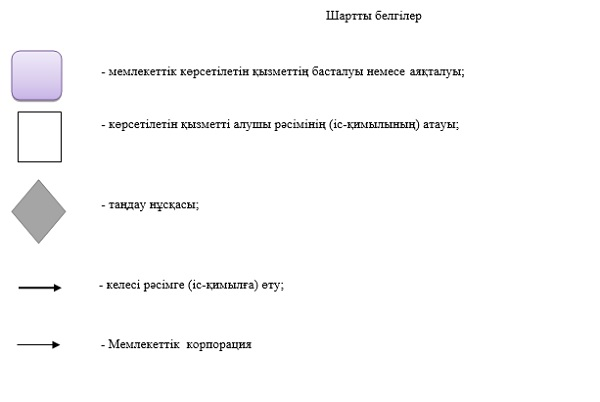 Шартты белгілер
- мемлекеттік көрсетілетін қызметтің басталуы немесе аяқталуы;
- көрсетілетін қызметті алушы рәсімінің (іс-қимылының) атауы;
- таңдау нұсқасы;
- келесі рәсімге (іс-қимылға) өту;
- Мемлекеттік корпорация